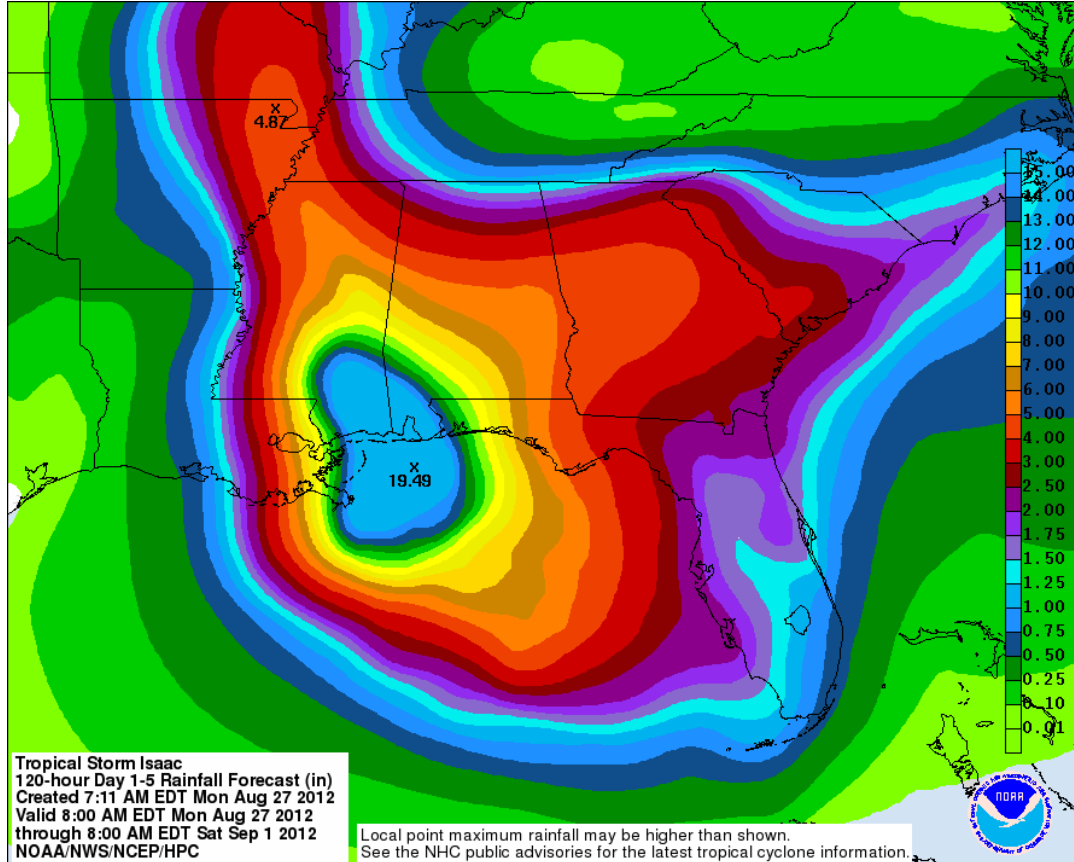 4.87
19.49
15.00
14.00
13.00
12.00
11.00
10.00
9.00
8.00
6.00
5.00
4.00
3.00
2.50
2.00
1.75
1.25
1.00
0.75
0.50
0.25
0.10
0.01
Tropical Storm Isaac
120-hour Day 1-5 Rainfall Forecast (in)
Created 7:11 AM EDT Mon Aug 27 2012
Valid 8:00 AM EDT Mon Aug 27 2012
through 8:00 AM EDT Sat Sep 1 2012
NOAA/NWS/NCEP/HPC
Local point maximum rainfall may be higher than shown.
See the NHC public advisories for the latest tropical cyclone information.
NOAA